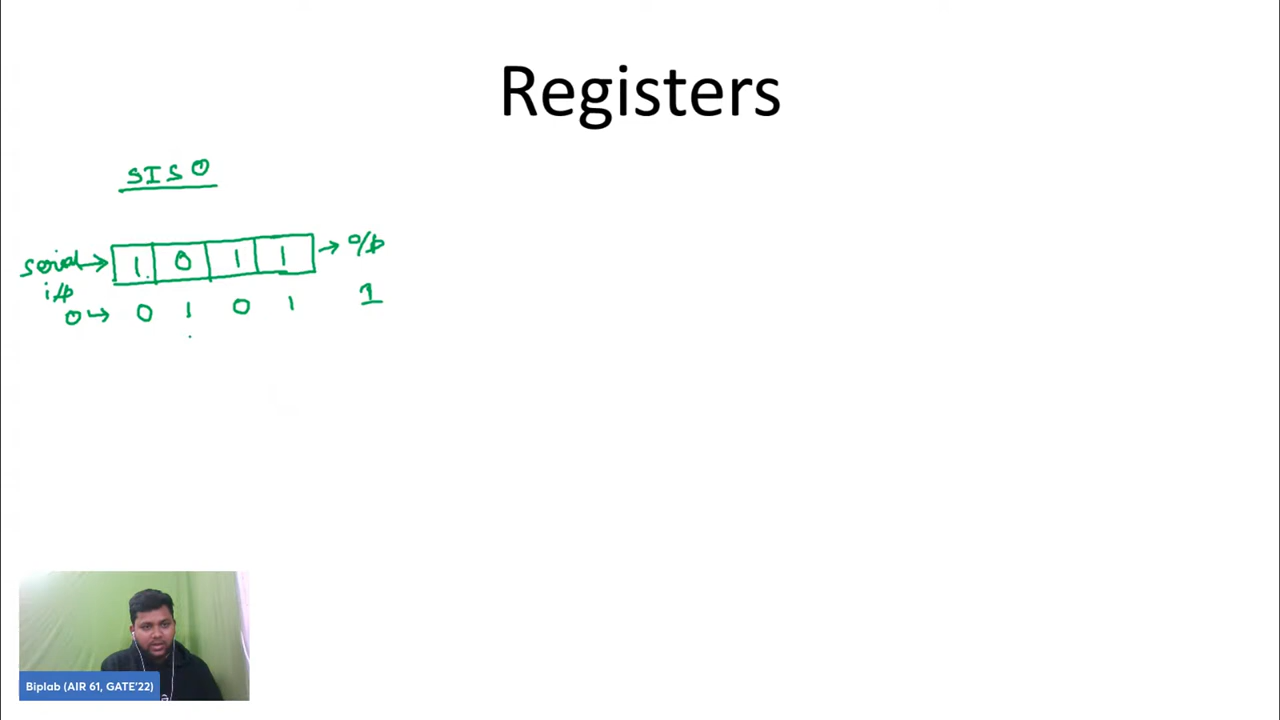 Registers
SISO
serial → 1 0 1 1 → o/p
i/p
0 → 0 1 0 1 1
Biplab (AIR 61, GATE'22)